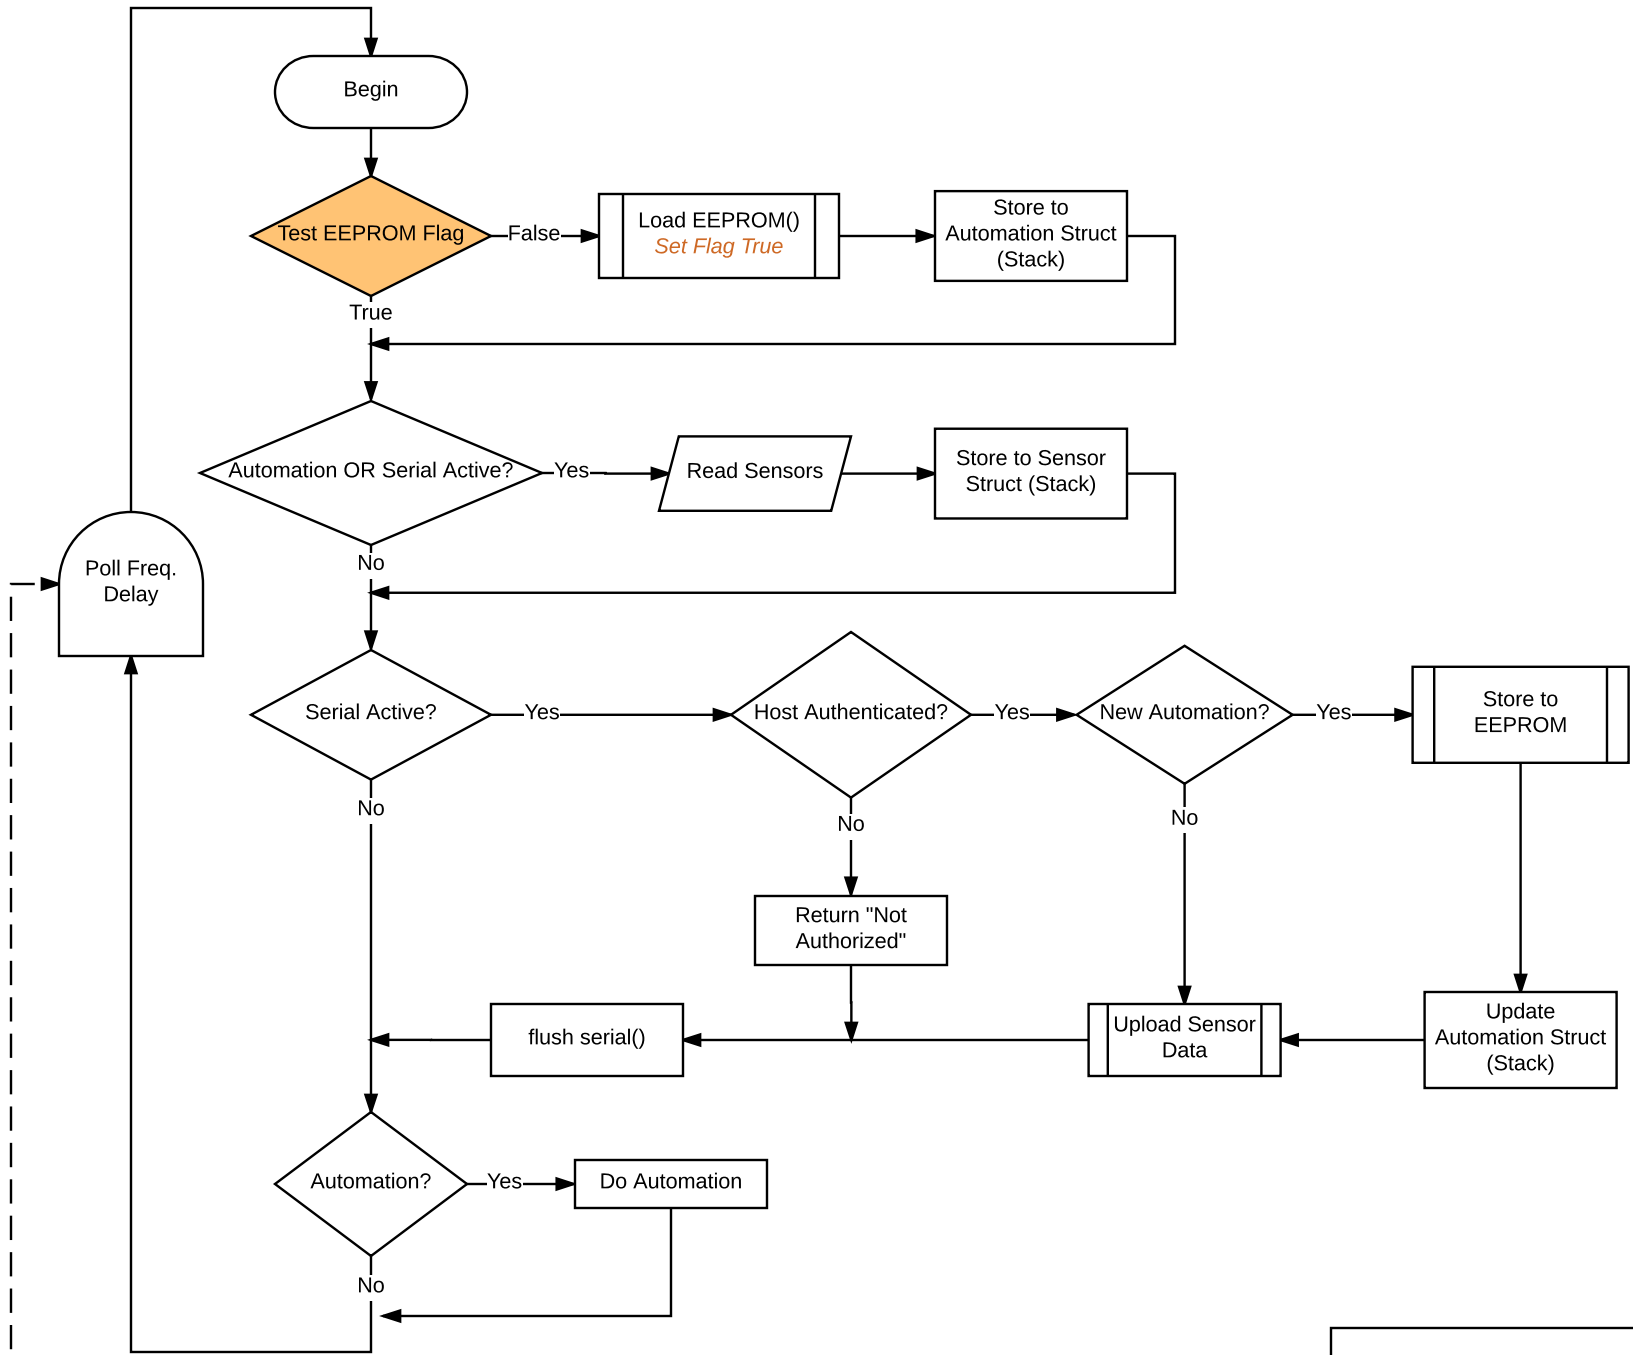 Begin
Test EEPROM Flag
False
Load EEPROM()
Set Flag True
Store to
Automation Struct
(Stack)
True
Automation OR Serial Active?
Yes
Read Sensors
Store to Sensor
Struct (Stack)
No
Poll Freq.
Delay
Serial Active?
Yes
Host Authenticated?
Yes
New Automation?
Yes
Store to
EEPROM
No
No
No
Return "Not
Authorized"
flush serial()
Upload Sensor
Data
Update
Automation Struct
(Stack)
Automation?
Yes
Do Automation
No